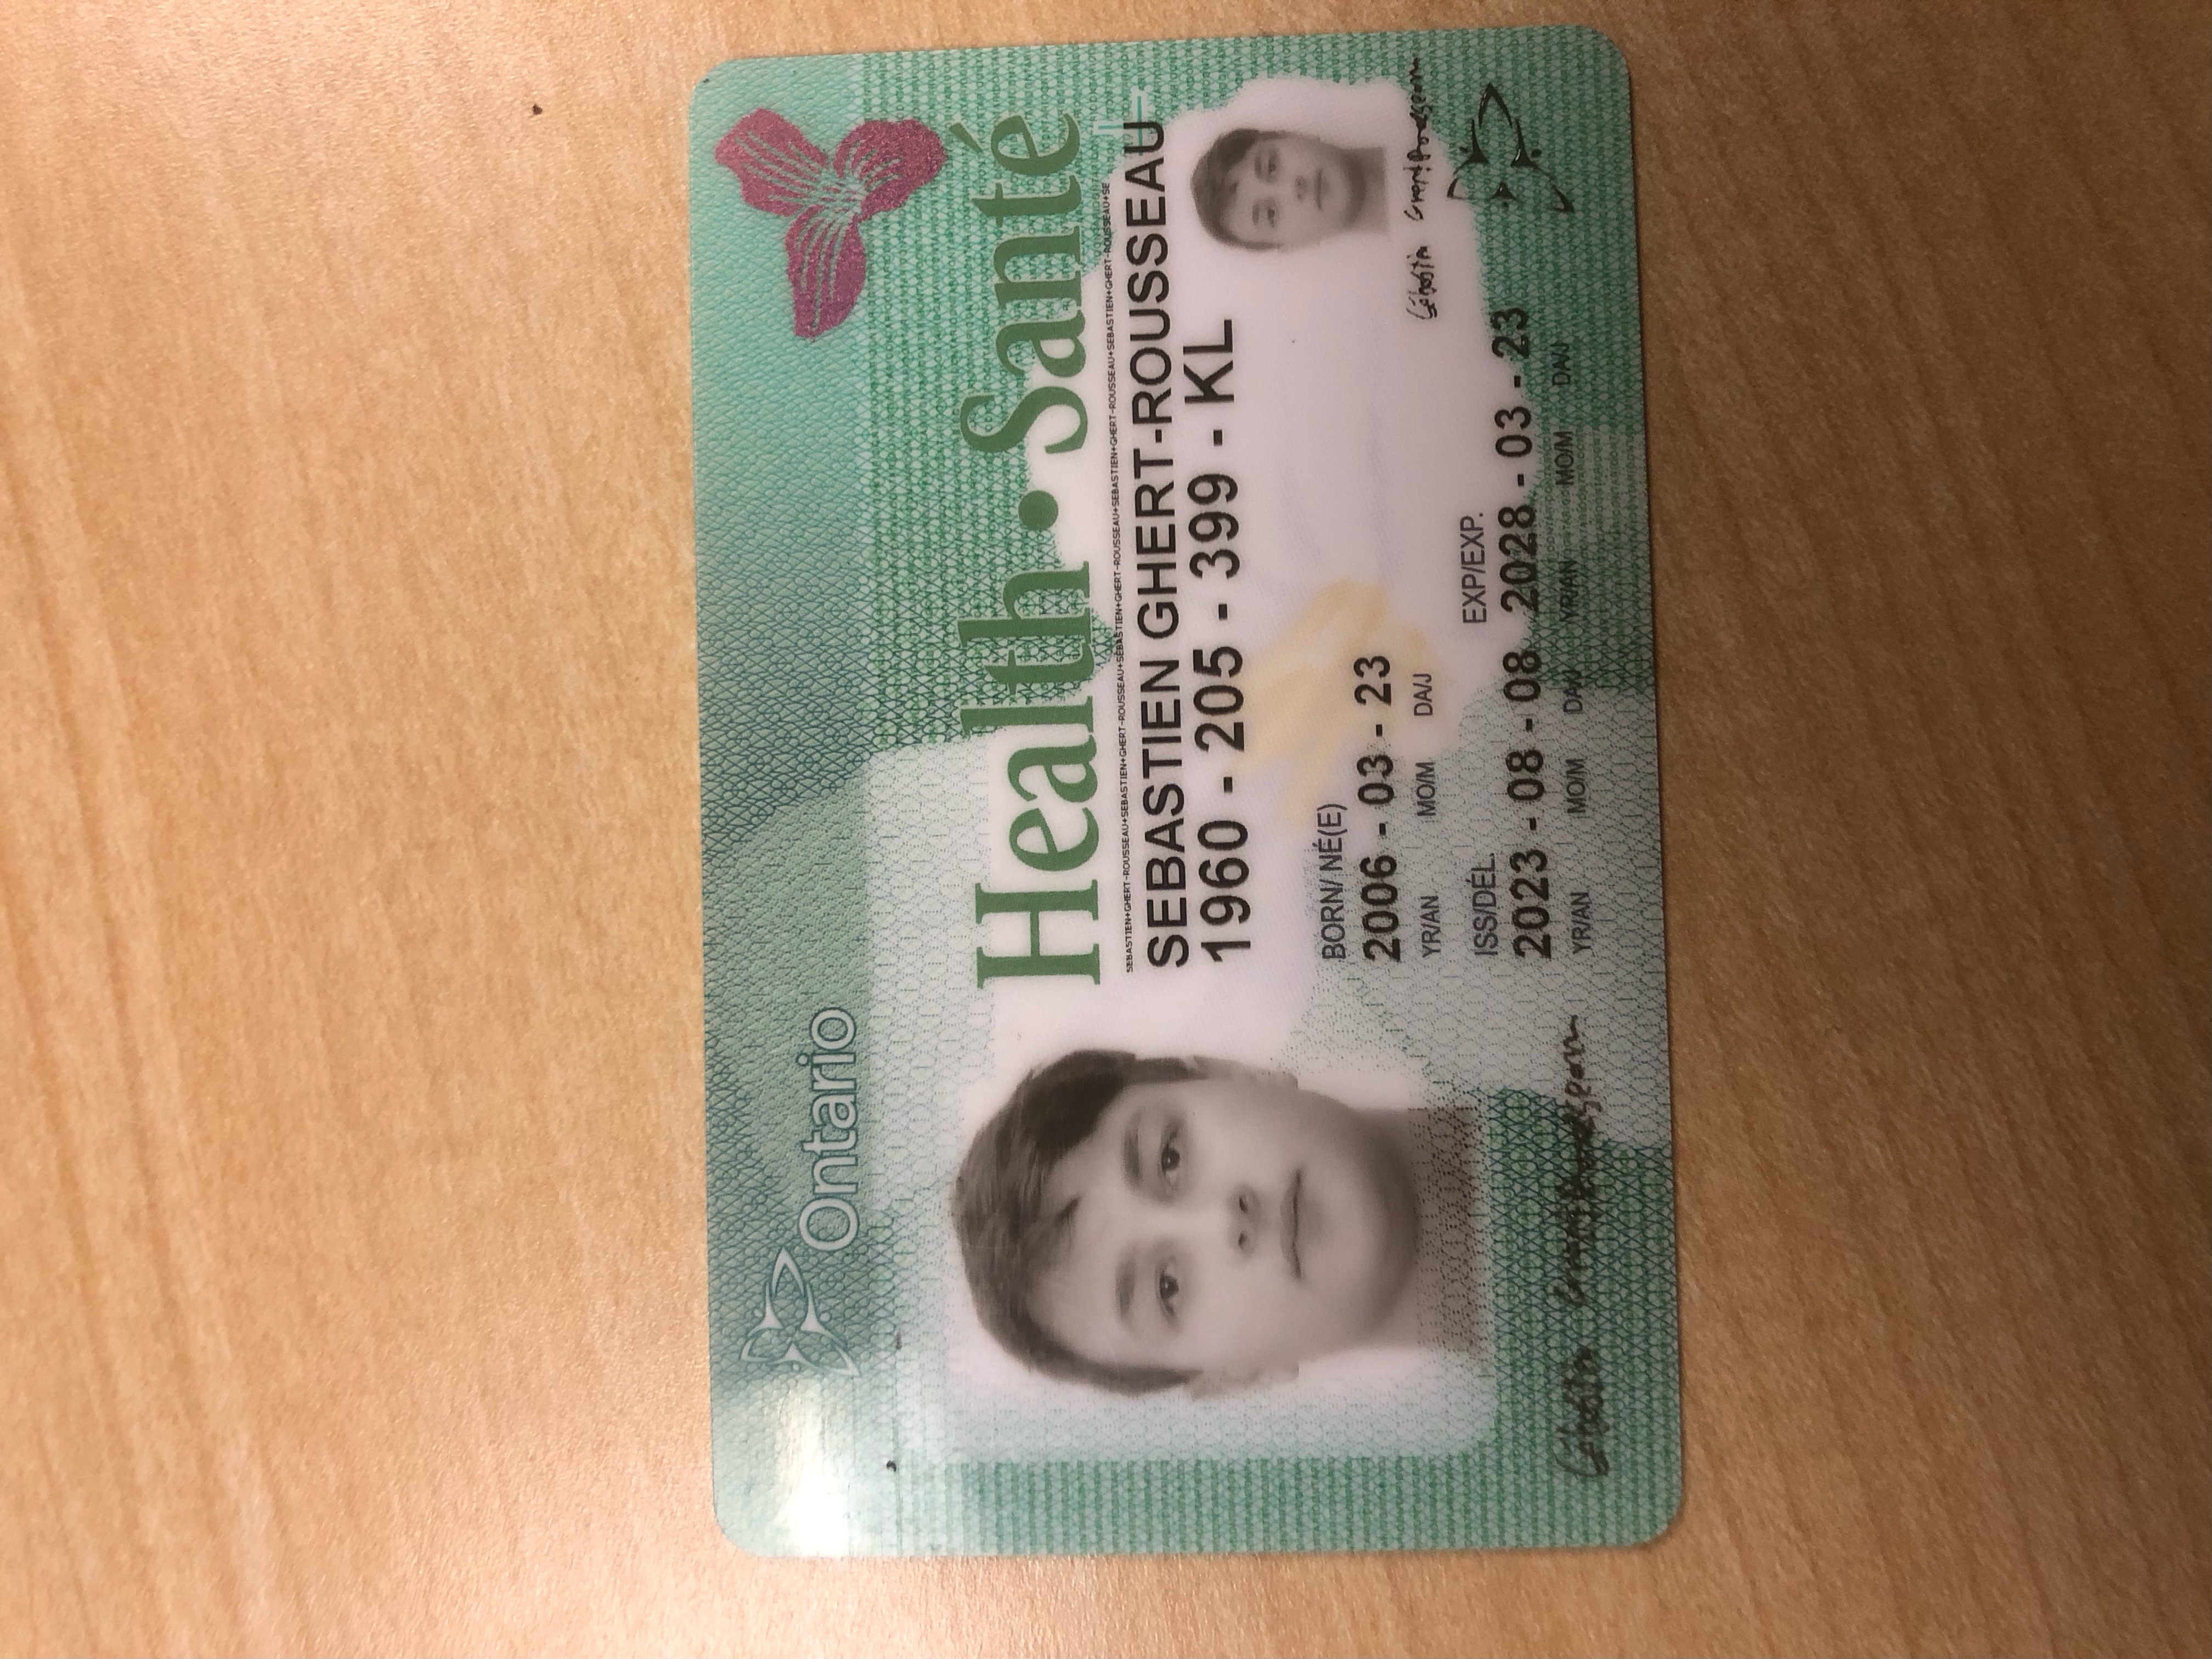 Ontario
Health • Santé
SEBASTIEN+GHERT-ROUSSEAU+SEBASTIEN+GHERT-ROUSSEAU+SEBASTIEN+GHERT-ROUSSEAU+SEBASTIEN+GHERT-ROUSSEAU+SEBASTIEN+GHERT-ROUSSEAU+SE
SEBASTIEN GHERT-ROUSSEAU
1960 - 205 - 399 - KL
BORN/ NÉ(E)
2006 - 03 - 23
YR/AN MO/M DA/J
ISS/DÉL. EXP/EXP.
2023 - 08 - 08 2028 - 03 - 23
YR/AN MO/M DA/J YR/AN MO/M DA/J